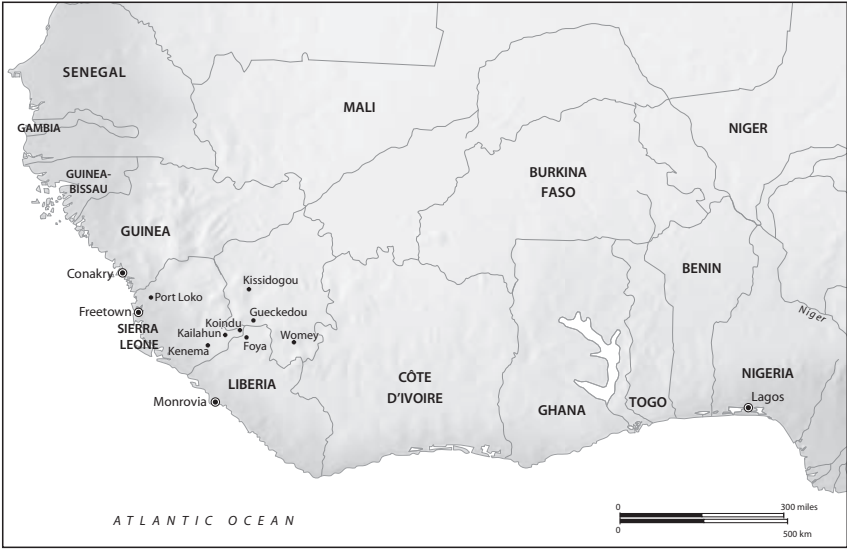 SENEGAL
MALI
GAMBIA
NIGER
GUINEA-
BISSAU
BURKINA
FASO
GUINEA
BENIN
Conakry
Kissidogou
Port Loko
Freetown
Gueckedou
Koindu
SIERRA
LEONE
Kailahun
Womey
Kenema
Foya
Niger
LIBERIA
CÔTE
D’IVOIRE
NIGERIA
Monrovia
GHANA
TOGO
Lagos
ATLANTIC OCEAN
0 300 miles
0 500 km